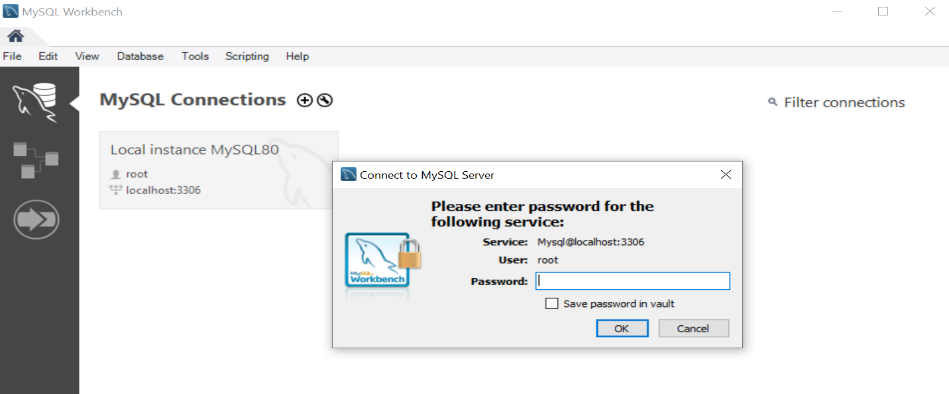 MySQL Workbench
File Edit View Database Tools Scripting Help
MySQL Connections
Filter connections
Local instance MySQL80
root
localhost:3306
Connect to MySQL Server
Please enter password for the
following service:
Service: Mysql@localhost:3306
User: root
Password:
Save password in vault
OK Cancel
MySQL
Workbench